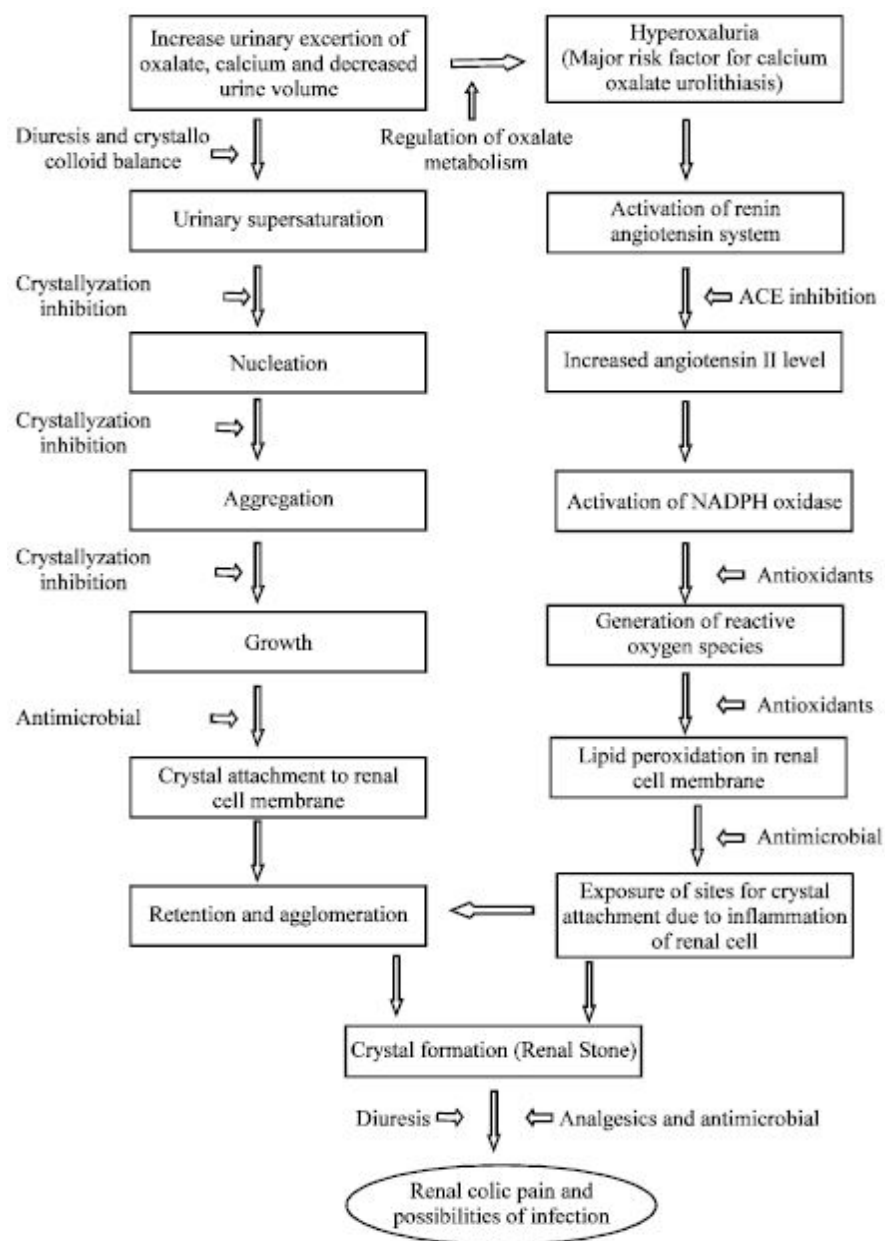 Increase urinary excertion of
oxalate, calcium and decreased
urine volume
Hyperoxaluria
(Major risk factor for calcium
oxalate urolithiasis)
Diuresis and crystallo
colloid balance
Regulation of oxalate
metabolism
Urinary supersaturation
Activation of renin
angiotensin system
Crystallyzation
inhibition
ACE inhibition
Nucleation
Increased angiotensin II level
Crystallyzation
inhibition
Aggregation
Activation of NADPH oxidase
Crystallyzation
inhibition
Antioxidants
Growth
Generation of reactive
oxygen species
Antimicrobial
Antioxidants
Crystal attachment to renal
cell membrane
Lipid peroxidation in renal
cell membrane
Antimicrobial
Retention and agglomeration
Exposure of sites for crystal
attachment due to inflammation
of renal cell
Crystal formation (Renal Stone)
Diuresis
Analgesics and antimicrobial
Renal colic pain and
possibilities of infection